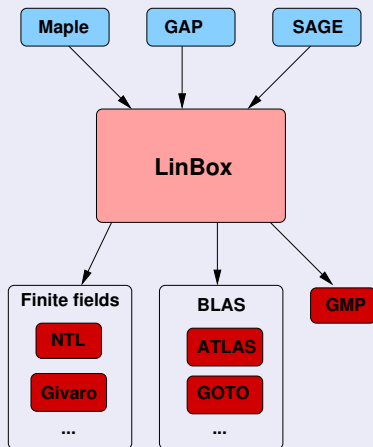 Maple
GAP
SAGE
LinBox
Finite fields
NTL
Givaro
...
BLAS
ATLAS
GOTO
...
GMP